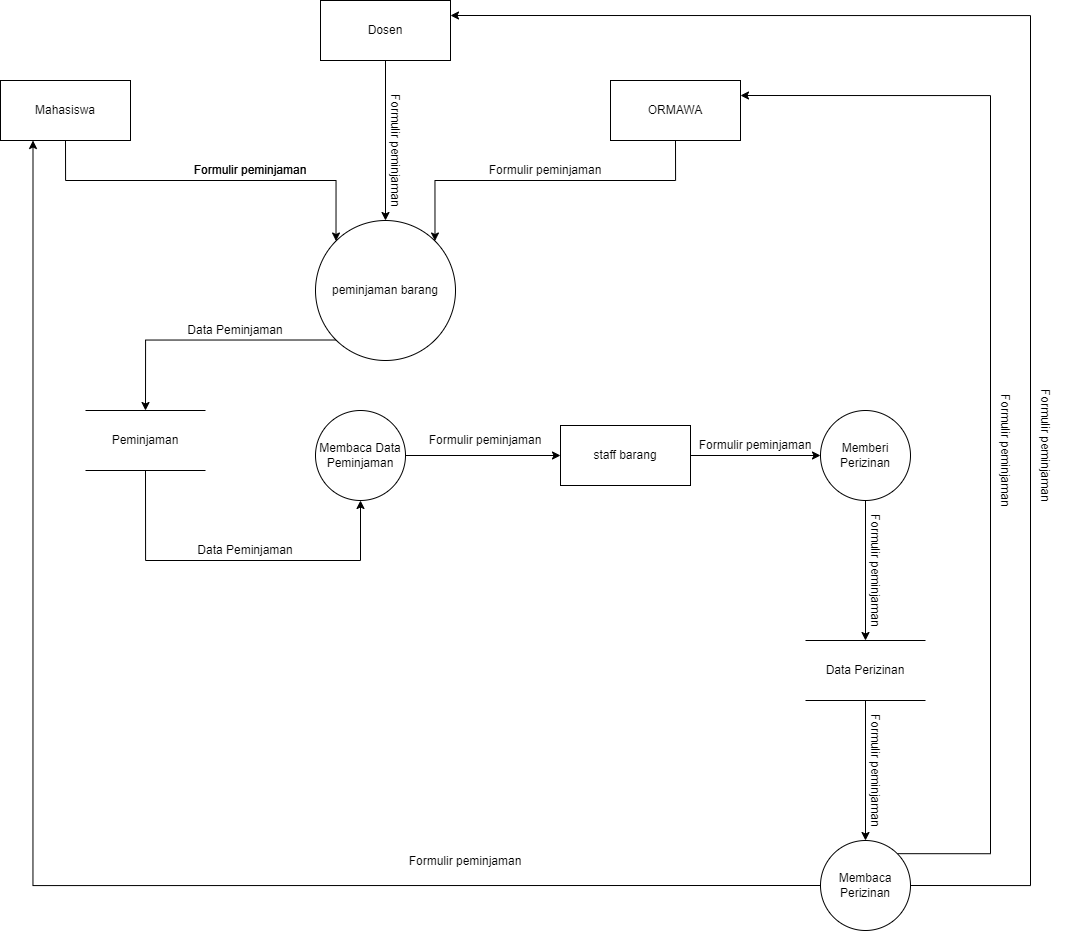 Dosen
Mahasiswa
ORMAWA
Formulir peminjaman
Formulir peminjaman
Formulir peminjaman
peminjaman barang
Data Peminjaman
Peminjaman
Membaca Data
Peminjaman
Formulir peminjaman
staff barang
Formulir peminjaman
Memberi
Perizinan
Formulir peminjaman
Formulir peminjaman
Data Peminjaman
Formulir peminjaman
Data Perizinan
Formulir peminjaman
Formulir peminjaman
Membaca
Perizinan